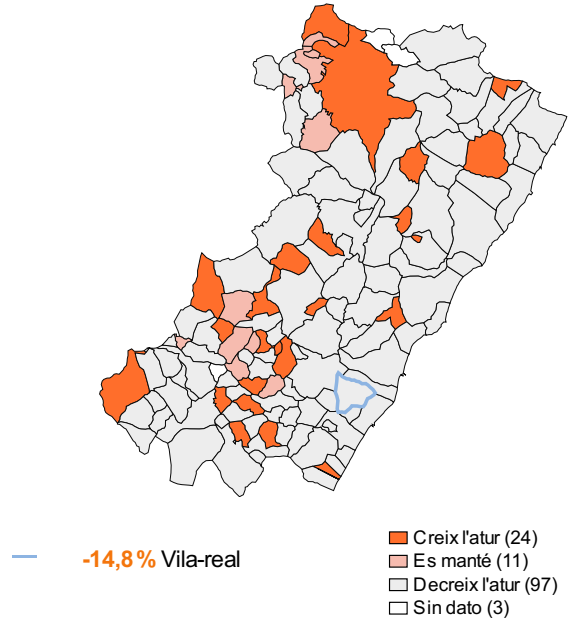 -14,8 % Vila-real
Creix l'atur (24)
Es manté (11)
Decreix l'atur (97)
Sin dato (3)